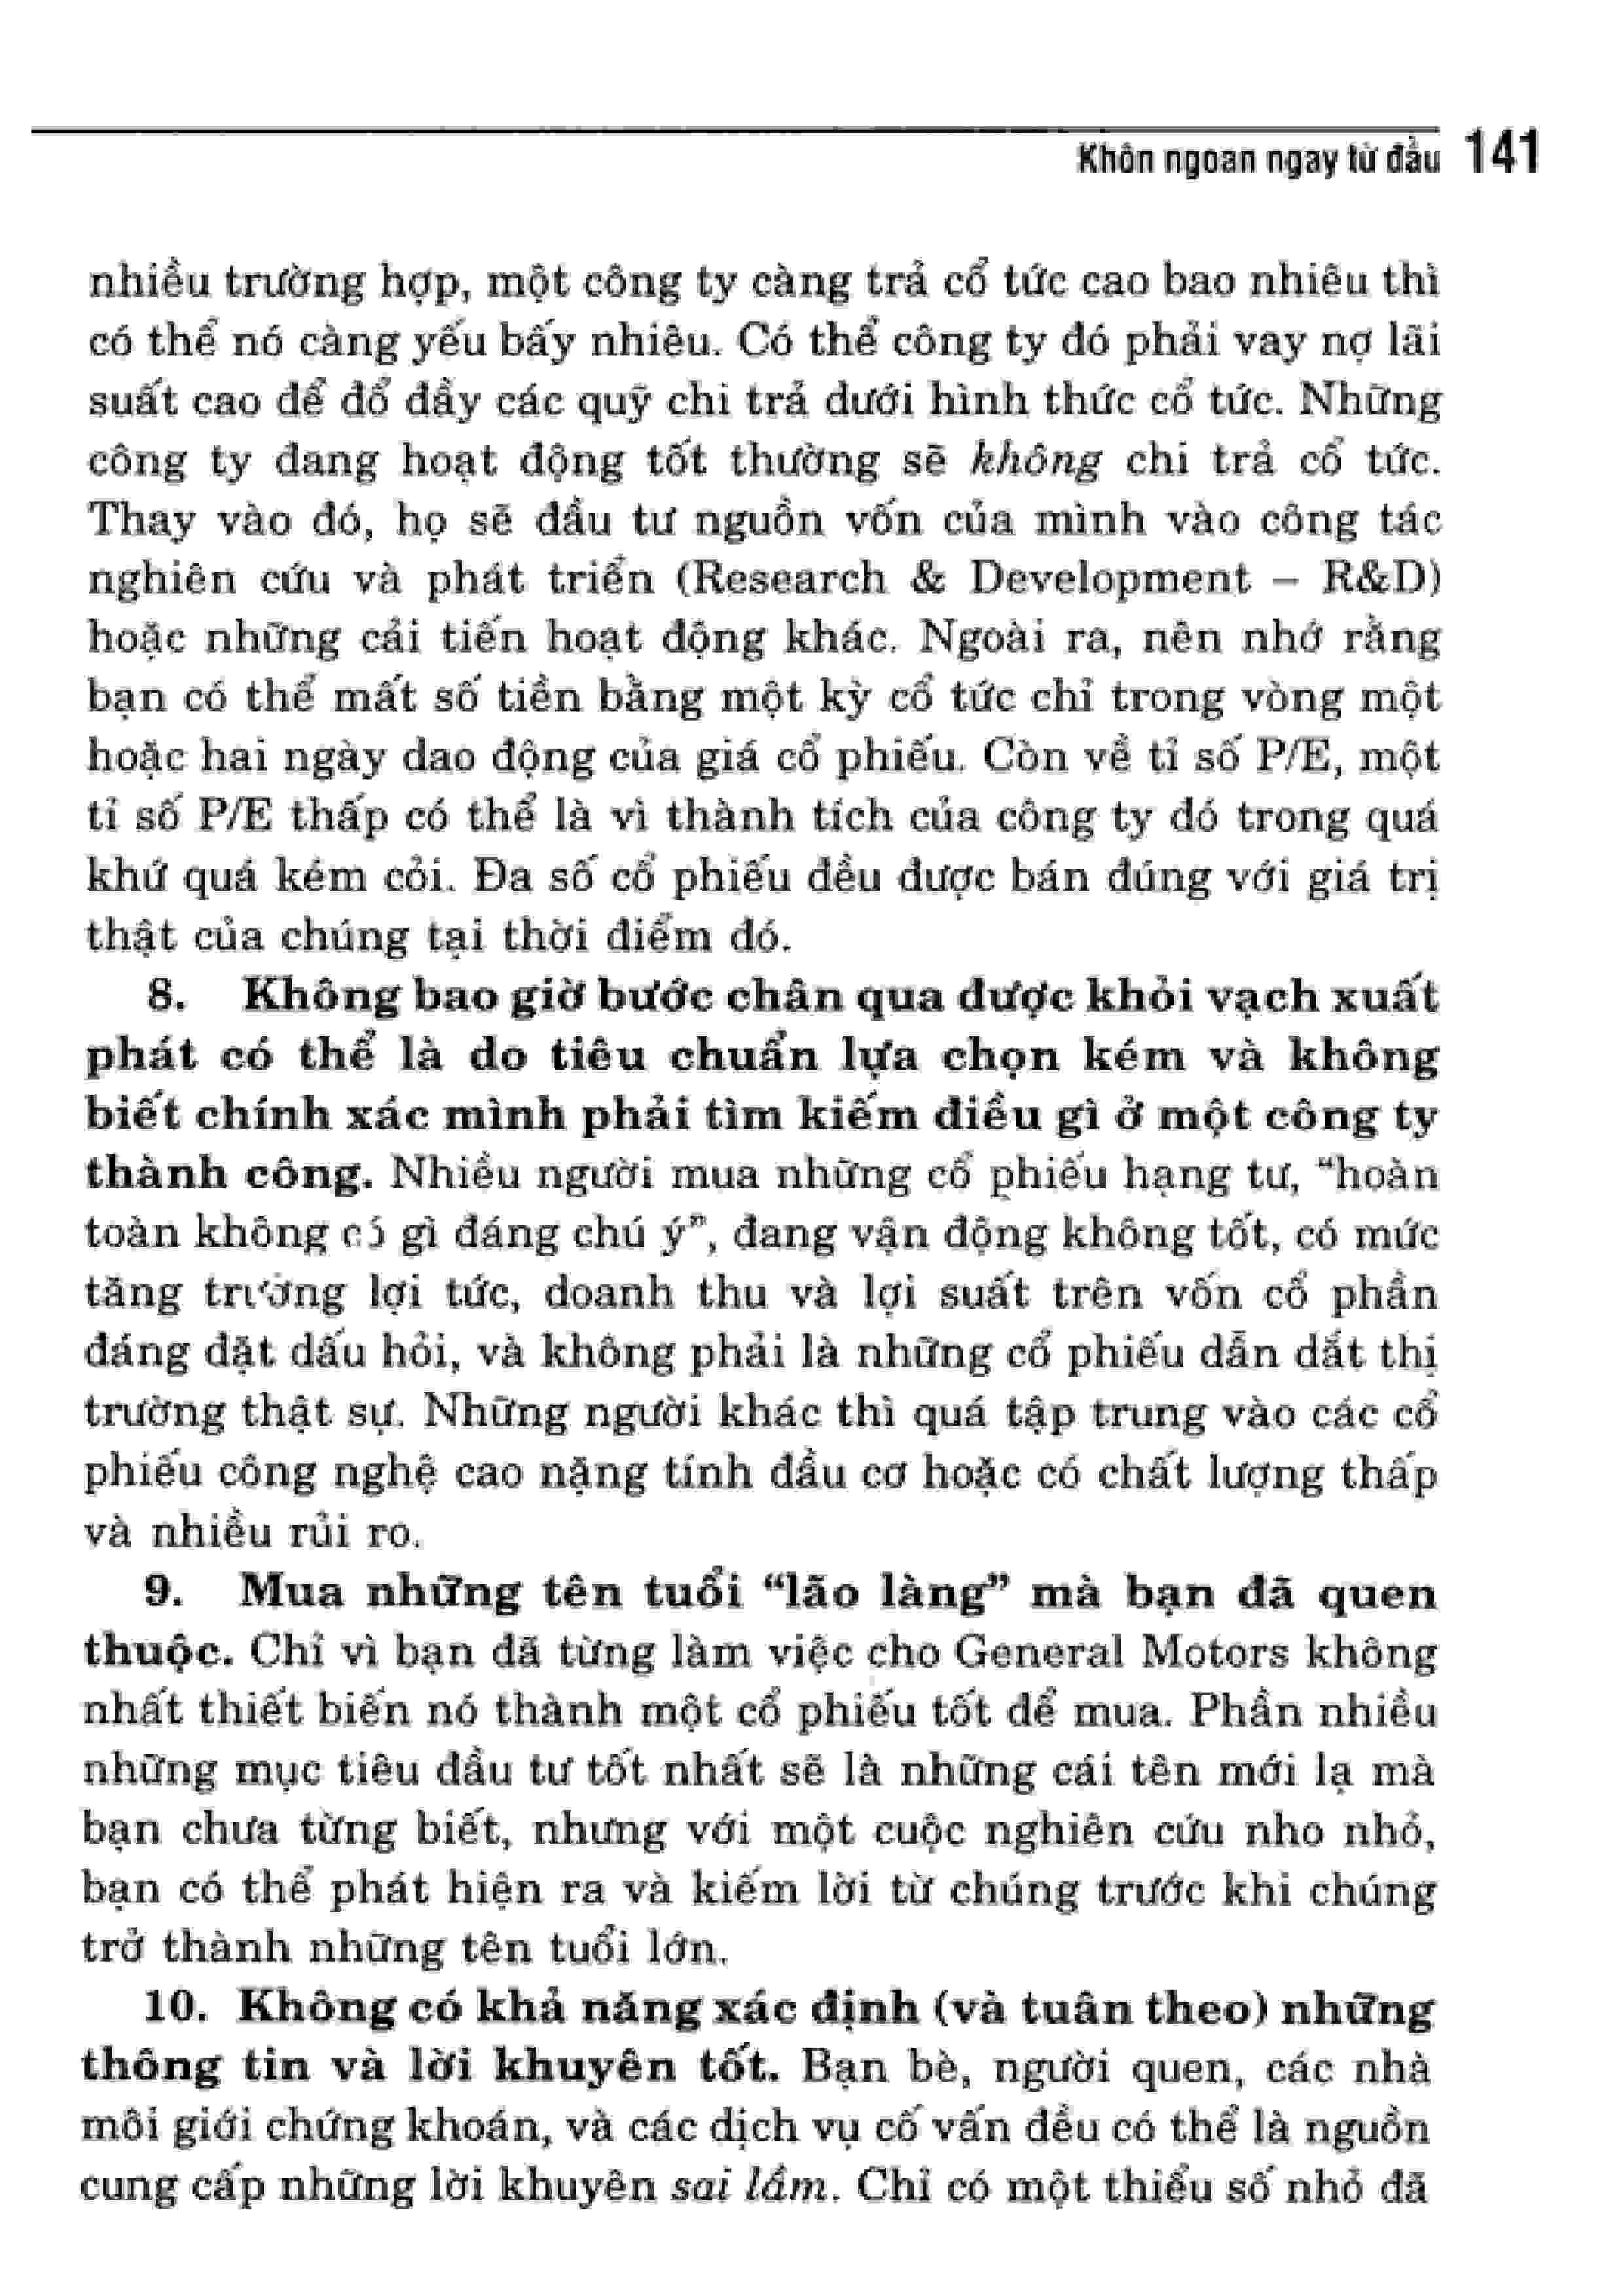 Khôn ngoan ngay từ đầu 141
nhiều trường hợp, một công ty càng trả cổ tức cao bao nhiêu thì
có thể nó càng yếu bấy nhiêu. Có thể công ty đó phải vay nợ lãi
suất cao để đổ đầy các quỹ chi trả dưới hình thức cổ tức. Những
công ty đang hoạt động tốt thường sẽ không chi trả cổ tức.
Thay vào đó, họ sẽ đầu tư nguồn vốn của mình vào công tác
nghiên cứu và phát triển (Research & Development – R&D)
hoặc những cải tiến hoạt động khác. Ngoài ra, nên nhớ rằng
bạn có thể mất số tiền bằng một kỳ cổ tức chỉ trong vòng một
hoặc hai ngày dao động của giá cổ phiếu. Còn về tỉ số P/E, một
tỉ số P/E thấp có thể là vì thành tích của công ty đó trong quá
khứ quá kém cỏi. Đa số cổ phiếu đều được bán đúng với giá trị
thật của chúng tại thời điểm đó.
8. Không bao giờ bước chân qua được khỏi vạch xuất
phát có thể là do tiêu chuẩn lựa chọn kém và không
biết chính xác mình phải tìm kiếm điều gì ở một công ty
thành công. Nhiều người mua những cổ phiếu hạng tư, “hoàn
toàn không có gì đáng chú ý”, đang vận động không tốt, có mức
tăng trưởng lợi tức, doanh thu và lợi suất trên vốn cổ phần
đáng đặt dấu hỏi, và không phải là những cổ phiếu dẫn dắt thị
trường thật sự. Những người khác thì quá tập trung vào các cổ
phiếu công nghệ cao nặng tính đầu cơ hoặc có chất lượng thấp
và nhiều rủi ro.
9. Mua những tên tuổi “lão làng” mà bạn đã quen
thuộc. Chỉ vì bạn đã từng làm việc cho General Motors không
nhất thiết biến nó thành một cổ phiếu tốt để mua. Phần nhiều
những mục tiêu đầu tư tốt nhất sẽ là những cái tên mới lạ mà
bạn chưa từng biết, nhưng với một cuộc nghiên cứu nho nhỏ,
bạn có thể phát hiện ra và kiếm lời từ chúng trước khi chúng
trở thành những tên tuổi lớn.
10. Không có khả năng xác định (và tuân theo) những
thông tin và lời khuyên tốt. Bạn bè, người quen, các nhà
môi giới chứng khoán, và các dịch vụ cố vấn đều có thể là nguồn
cung cấp những lời khuyên sai lầm. Chỉ có một thiểu số nhỏ đã